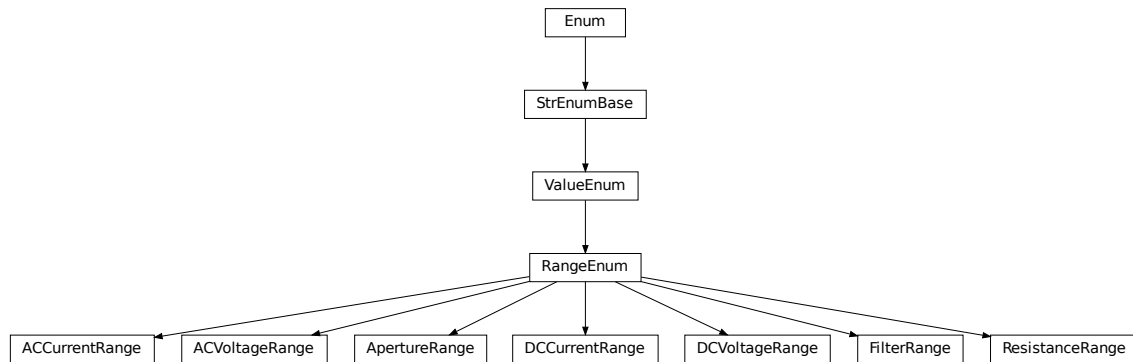 Enum
StrEnumBase
ValueEnum
RangeEnum
ACCurrentRange
ACVoltageRange
ApertureRange
DCCurrentRange
DCVoltageRange
FilterRange
ResistanceRange